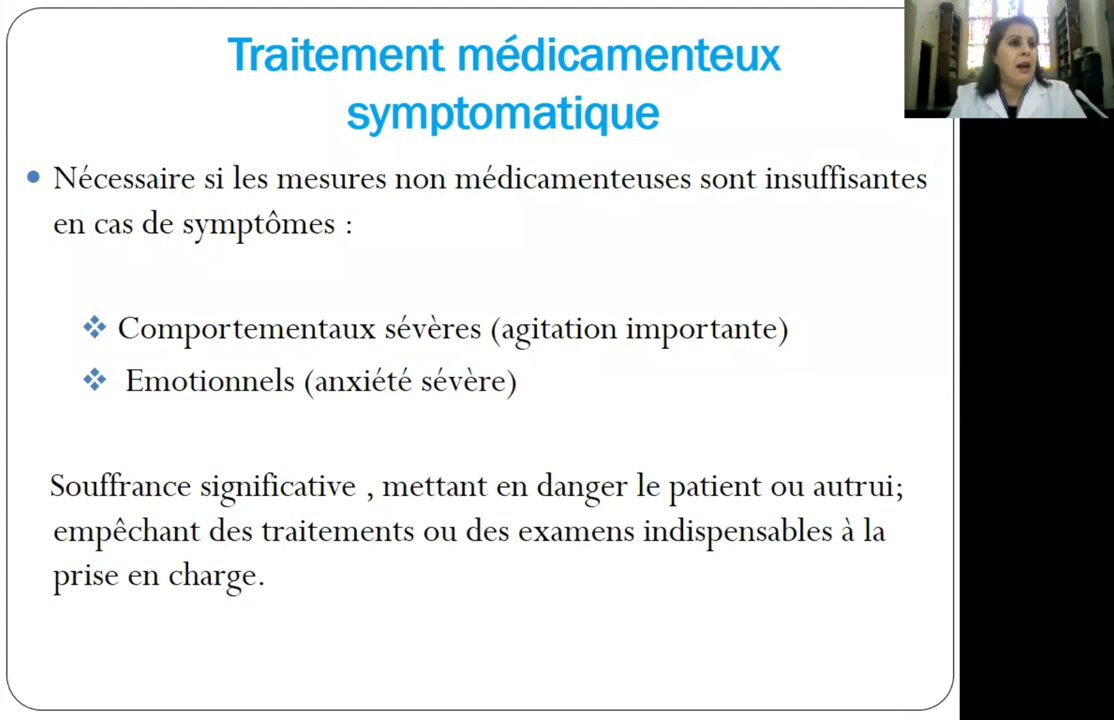 Traitement médicamenteux
symptomatique
Nécessaire si les mesures non médicamenteuses sont insuffisantes
en cas de symptômes :
Comportementaux sévères (agitation importante)
Emotionnels (anxiété sévère)
Souffrance significative , mettant en danger le patient ou autrui;
empêchant des traitements ou des examens indispensables à la
prise en charge.